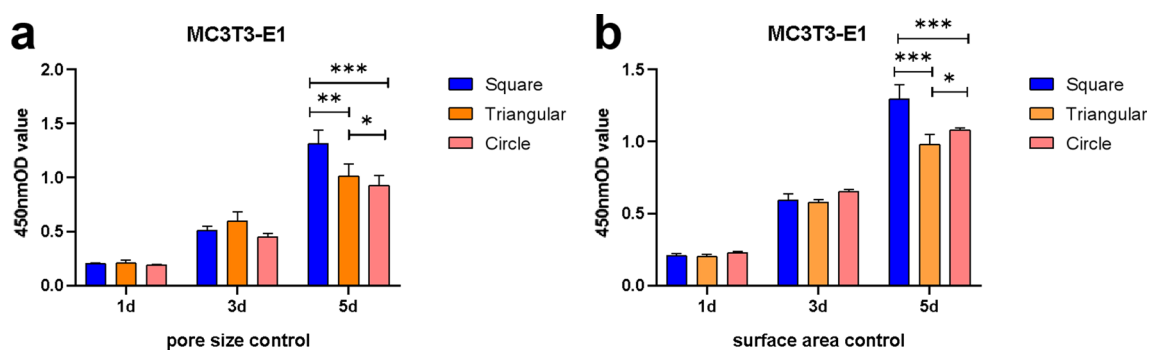 a
MC3T3-E1
450nmOD value
2.0
1.5
1.0
0.5
0.0
***
**
*
1d
3d
5d
pore size control
Square
Triangular
Circle
b
MC3T3-E1
450nmOD value
1.5
1.0
0.5
0.0
***
***
*
1d
3d
5d
surface area control
Square
Triangular
Circle